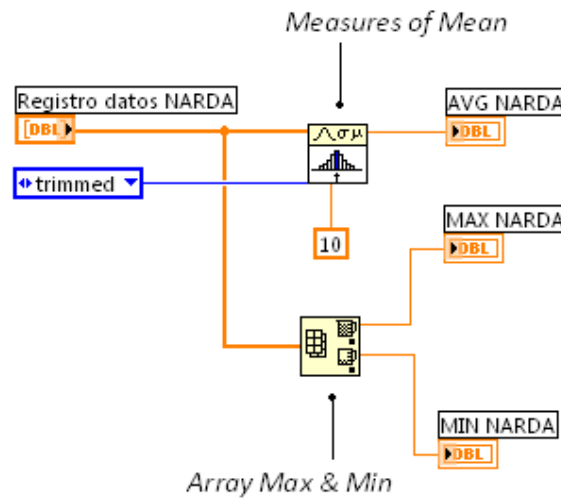 Measures of Mean
Registro datos NARDA
[DBL]
AVG NARDA
DBL
σμ
trimmed
10
MAX NARDA
DBL
MIN NARDA
DBL
Array Max & Min